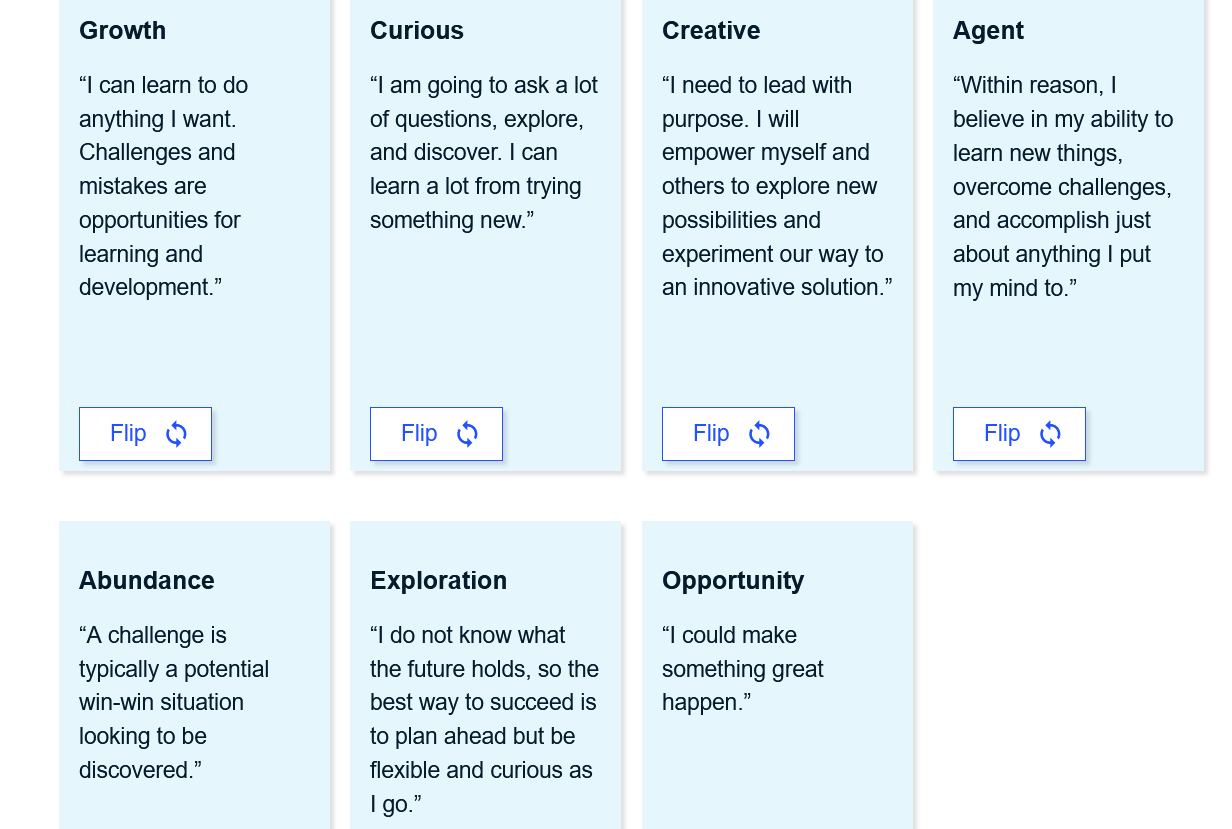 Growth
“I can learn to do
anything I want.
Challenges and
mistakes are
opportunities for
learning and
development.”
Flip
Curious
“I am going to ask a lot
of questions, explore,
and discover. I can
learn a lot from trying
something new.”
Flip
Creative
“I need to lead with
purpose. I will
empower myself and
others to explore new
possibilities and
experiment our way to
an innovative solution.”
Flip
Agent
“Within reason, I
believe in my ability to
learn new things,
overcome challenges,
and accomplish just
about anything I put
my mind to.”
Flip
Abundance
“A challenge is
typically a potential
win-win situation
looking to be
discovered.”
Exploration
“I do not know what
the future holds, so the
best way to succeed is
to plan ahead but be
flexible and curious as
I go.”
Opportunity
“I could make
something great
happen.”